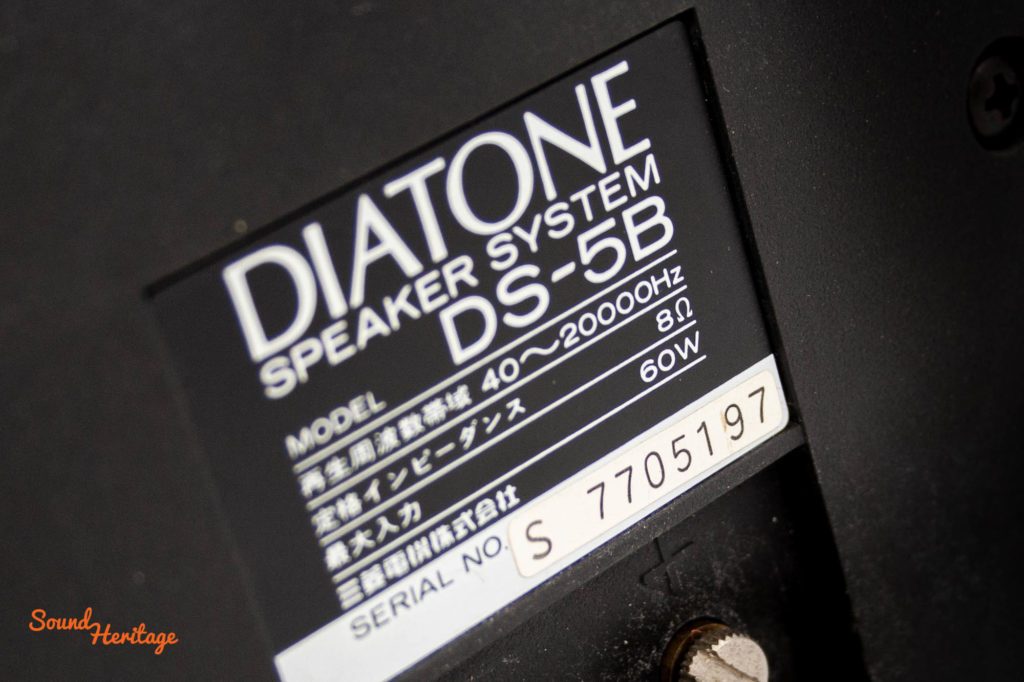 DIATONE
SPEAKER SYSTEM
MODEL DS-5B
再生周波数帯域 40〜20000Hz
定格インピーダンス 8Ω
最大入力 60W
三菱電機株式会社
SERIAL NO. S 7705197
Sound Heritage